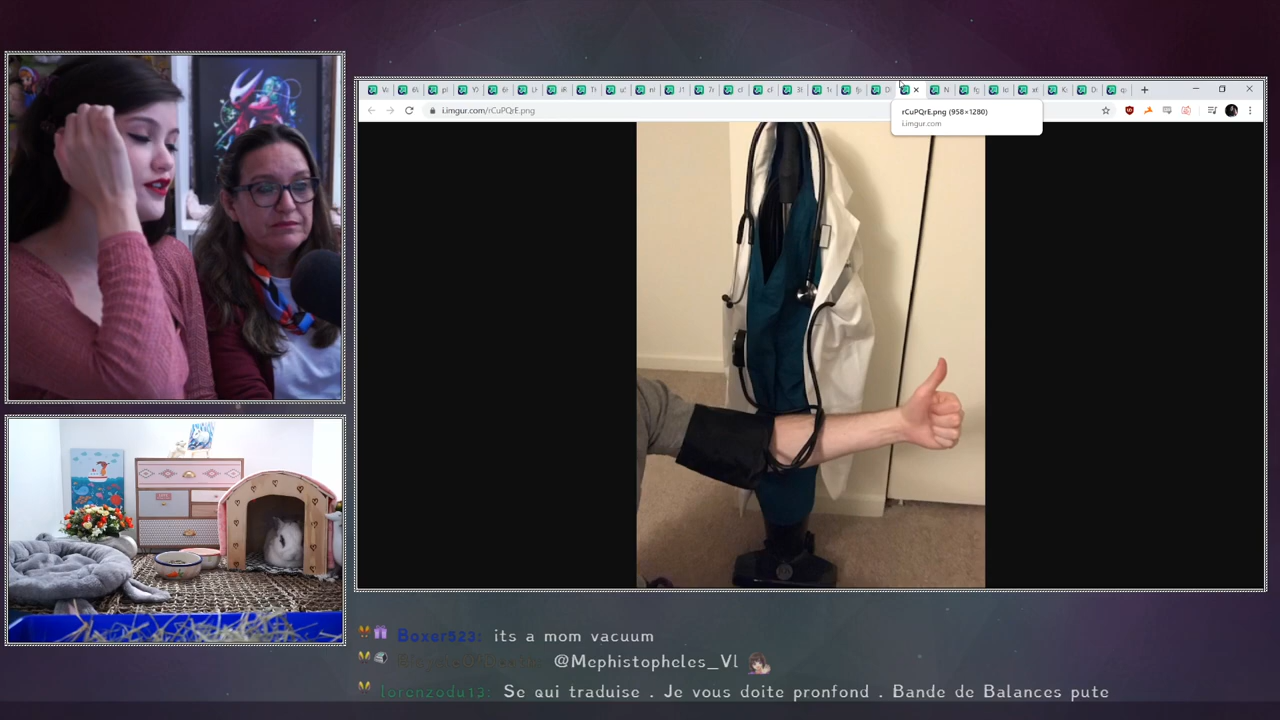 i.imgur.com/rCuPQrE.png
rCuPQrE.png (958×1280)
i.imgur.com
Boxer523: its a mom vacuum
@Mephistopheles_Vl
lorenzodu13: Se qui traduise . Je vous doite pronfond . Bande de Balances pute